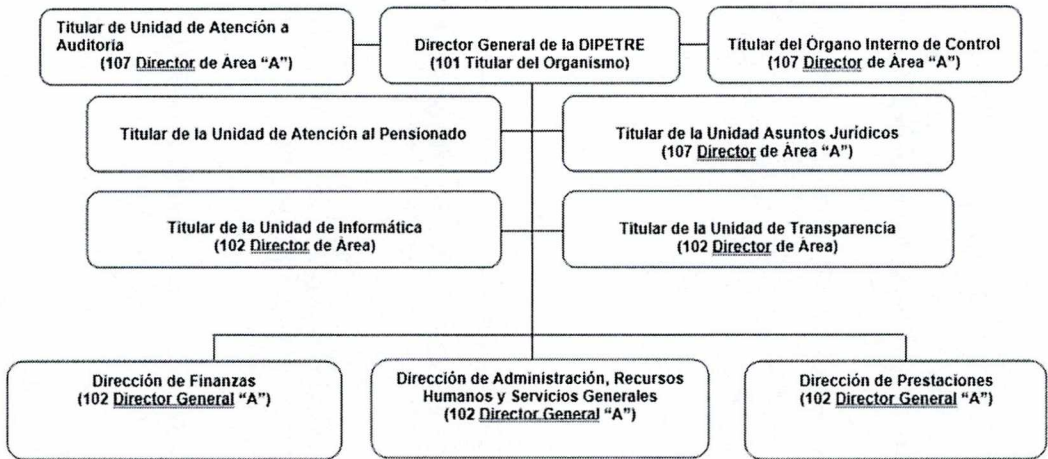 Titular de Unidad de Atención a
Auditoria
(107 Director de Área "A")
Director General de la DIPETRE
(101 Titular del Organismo)
Titular del Órgano Interno de Control
(107 Director de Área "A")
Titular de la Unidad de Atención al Pensionado
Titular de la Unidad Asuntos Jurídicos
(107 Director de Área "A")
Titular de la Unidad de Informática
(102 Director de Área)
Titular de la Unidad de Transparencia
(102 Director de Área)
Dirección de Finanzas
(102 Director General "A")
Dirección de Administración, Recursos
Humanos y Servicios Generales
(102 Director General "A")
Dirección de Prestaciones
(102 Director General "A")